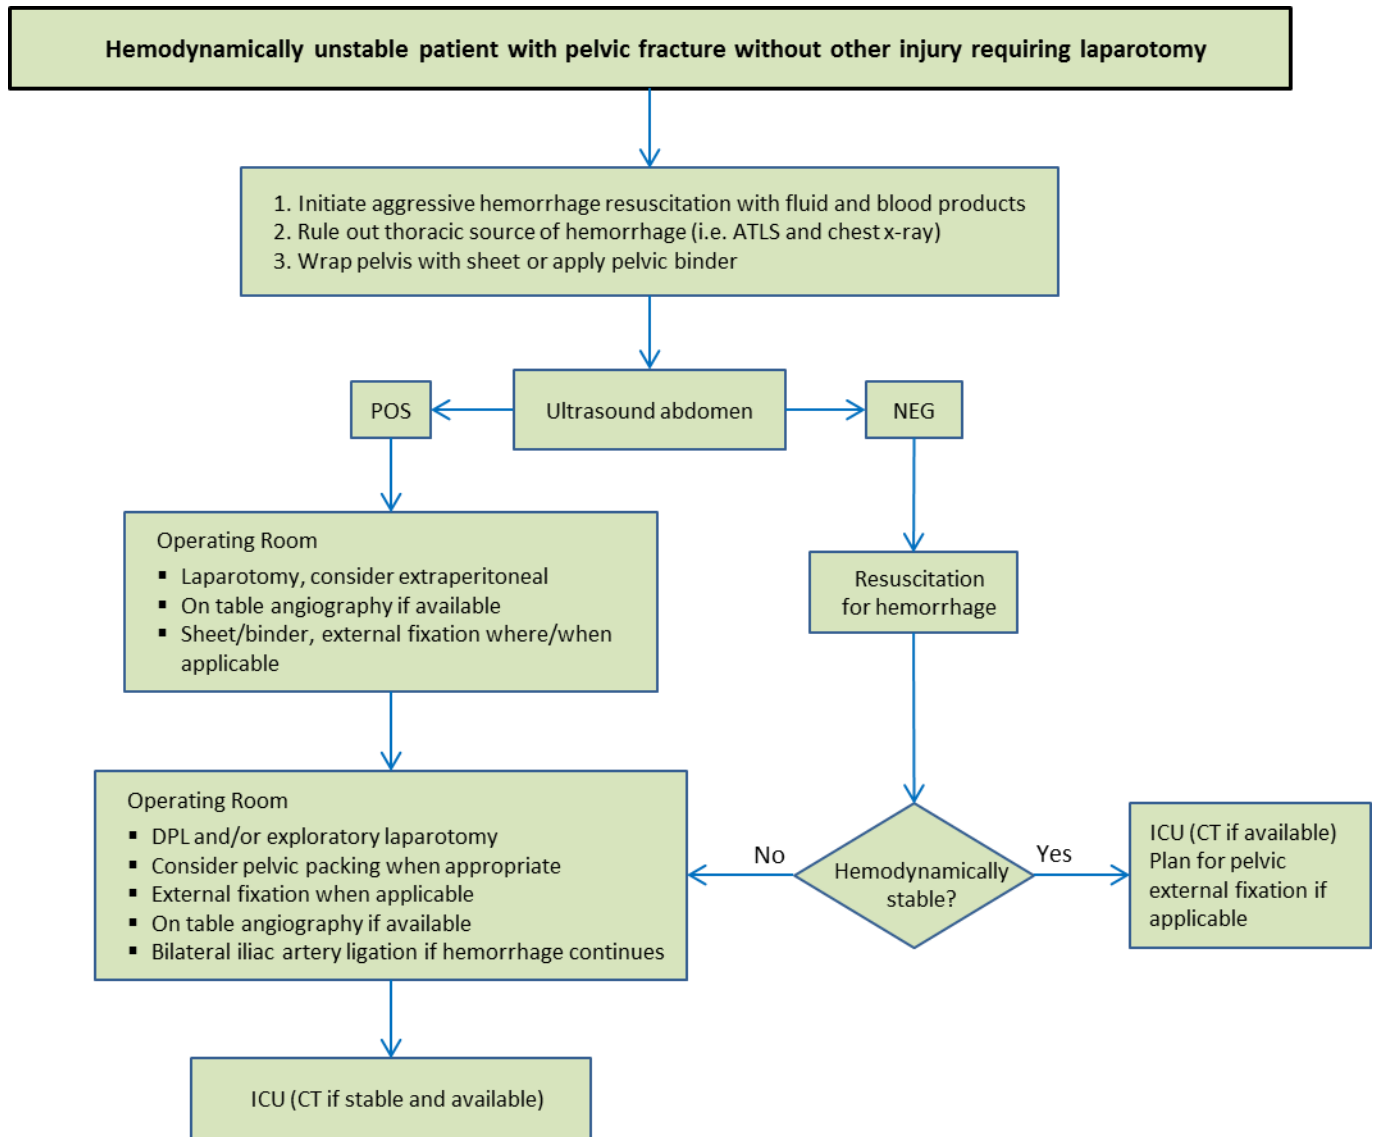 Hemodynamically unstable patient with pelvic fracture without other injury requiring laparotomy
1. Initiate aggressive hemorrhage resuscitation with fluid and blood products
2. Rule out thoracic source of hemorrhage (i.e. ATLS and chest x-ray)
3. Wrap pelvis with sheet or apply pelvic binder
POS
Ultrasound abdomen
NEG
Operating Room
▪ Laparotomy, consider extraperitoneal
▪ On table angiography if available
▪ Sheet/binder, external fixation where/when
applicable
Resuscitation
for hemorrhage
Operating Room
▪ DPL and/or exploratory laparotomy
▪ Consider pelvic packing when appropriate
▪ External fixation when applicable
▪ On table angiography if available
▪ Bilateral iliac artery ligation if hemorrhage continues
No
Hemodynamically
stable?
Yes
ICU (CT if available)
Plan for pelvic
external fixation if
applicable
ICU (CT if stable and available)